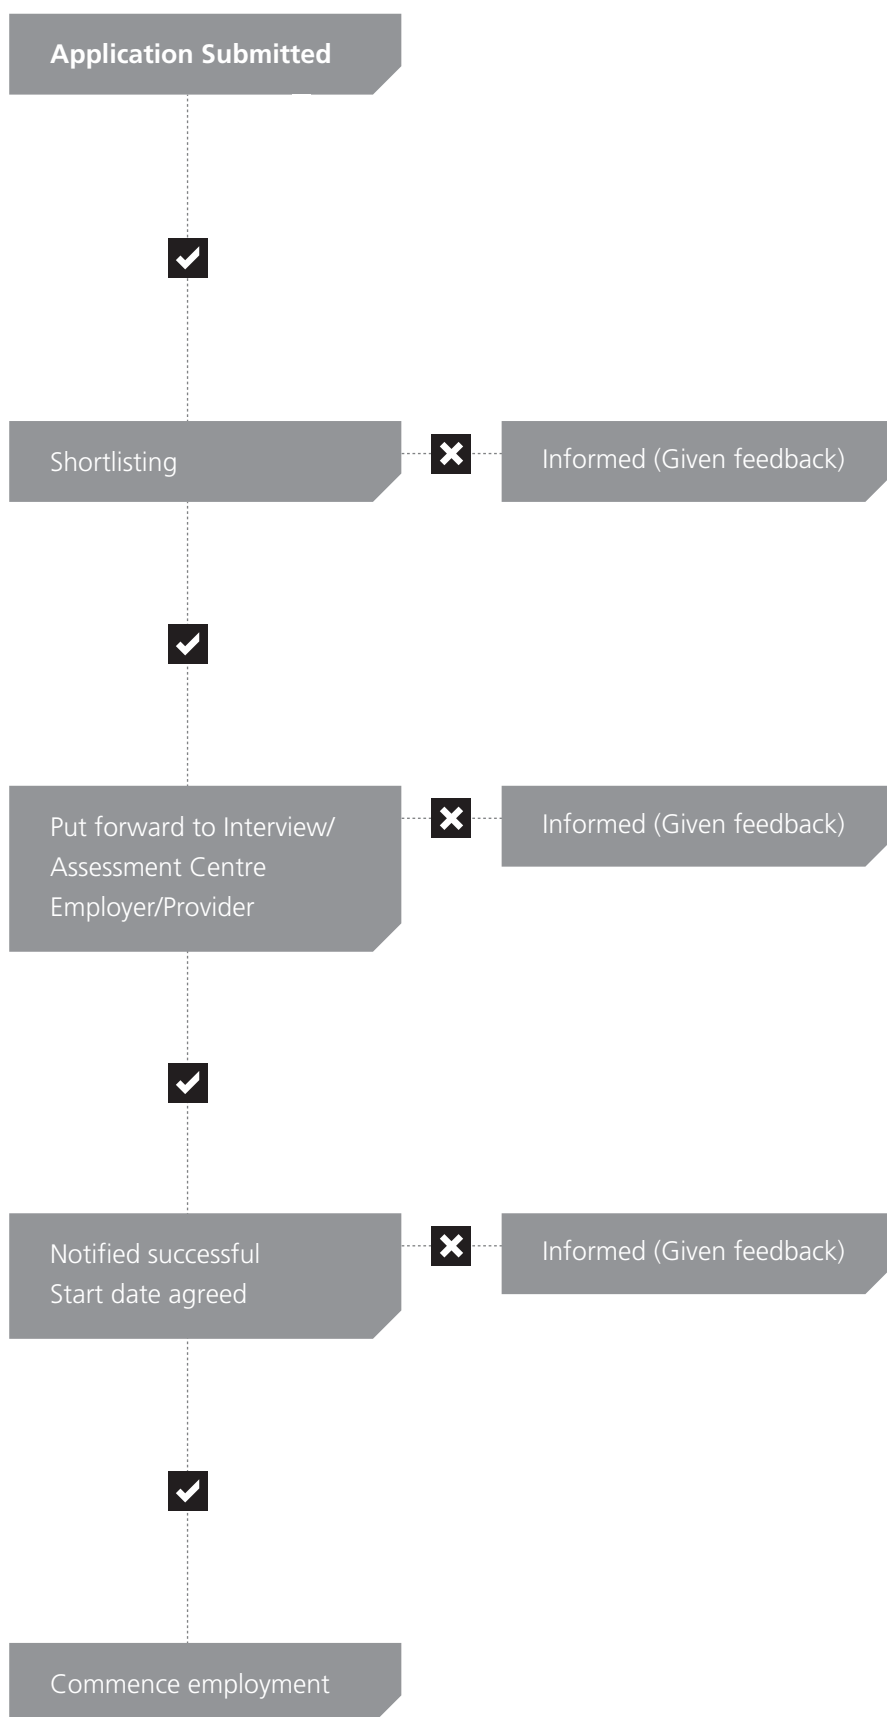 Application Submitted
Shortlisting
Informed (Given feedback)
Put forward to Interview/
Assessment Centre
Employer/Provider
Informed (Given feedback)
Notified successful
Start date agreed
Informed (Given feedback)
Commence employment